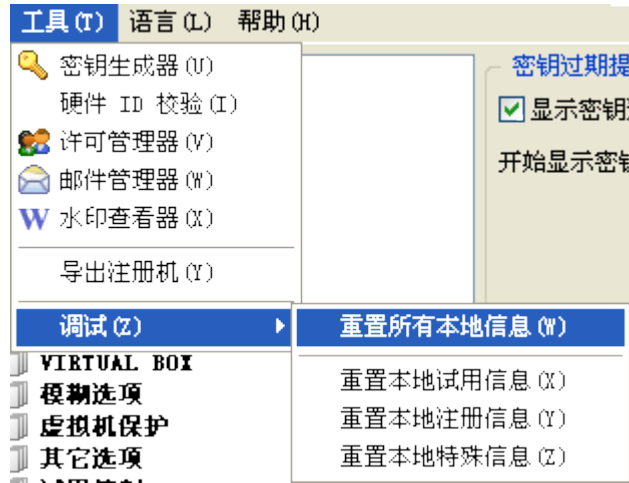 工具(T) 语言(L) 帮助(H)
密钥生成器(U)
硬件 ID 校验(I)
许可管理器(V)
邮件管理器(W)
水印查看器(X)
导出注册机(Y)
调试(Z)
重置所有本地信息(W)
重置本地试用信息(X)
重置本地注册信息(Y)
重置本地特殊信息(Z)
密钥过期提
显示密钥
开始显示密
VIRTUAL BOX
模糊选项
虚拟机保护
其它选项